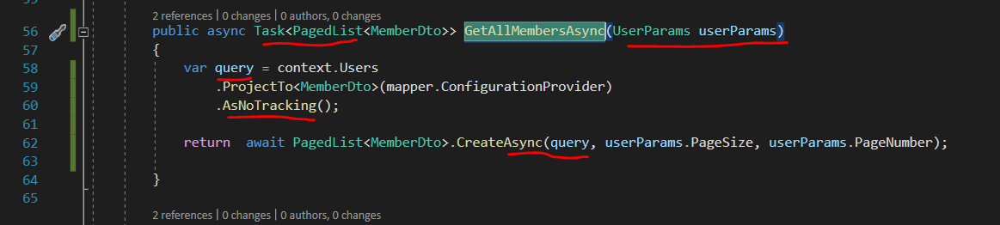 2 references | 0 changes | 0 authors, 0 changes
56 public async Task<PagedList<MemberDto>> GetAllMembersAsync(UserParams userParams)
57 {
58 var query = context.Users
59 .ProjectTo<MemberDto>(mapper.ConfigurationProvider)
60 .AsNoTracking();
61
62 return  await PagedList<MemberDto>.CreateAsync(query, userParams.PageSize, userParams.PageNumber);
63
64 }
65
2 references | 0 changes | 0 authors, 0 changes